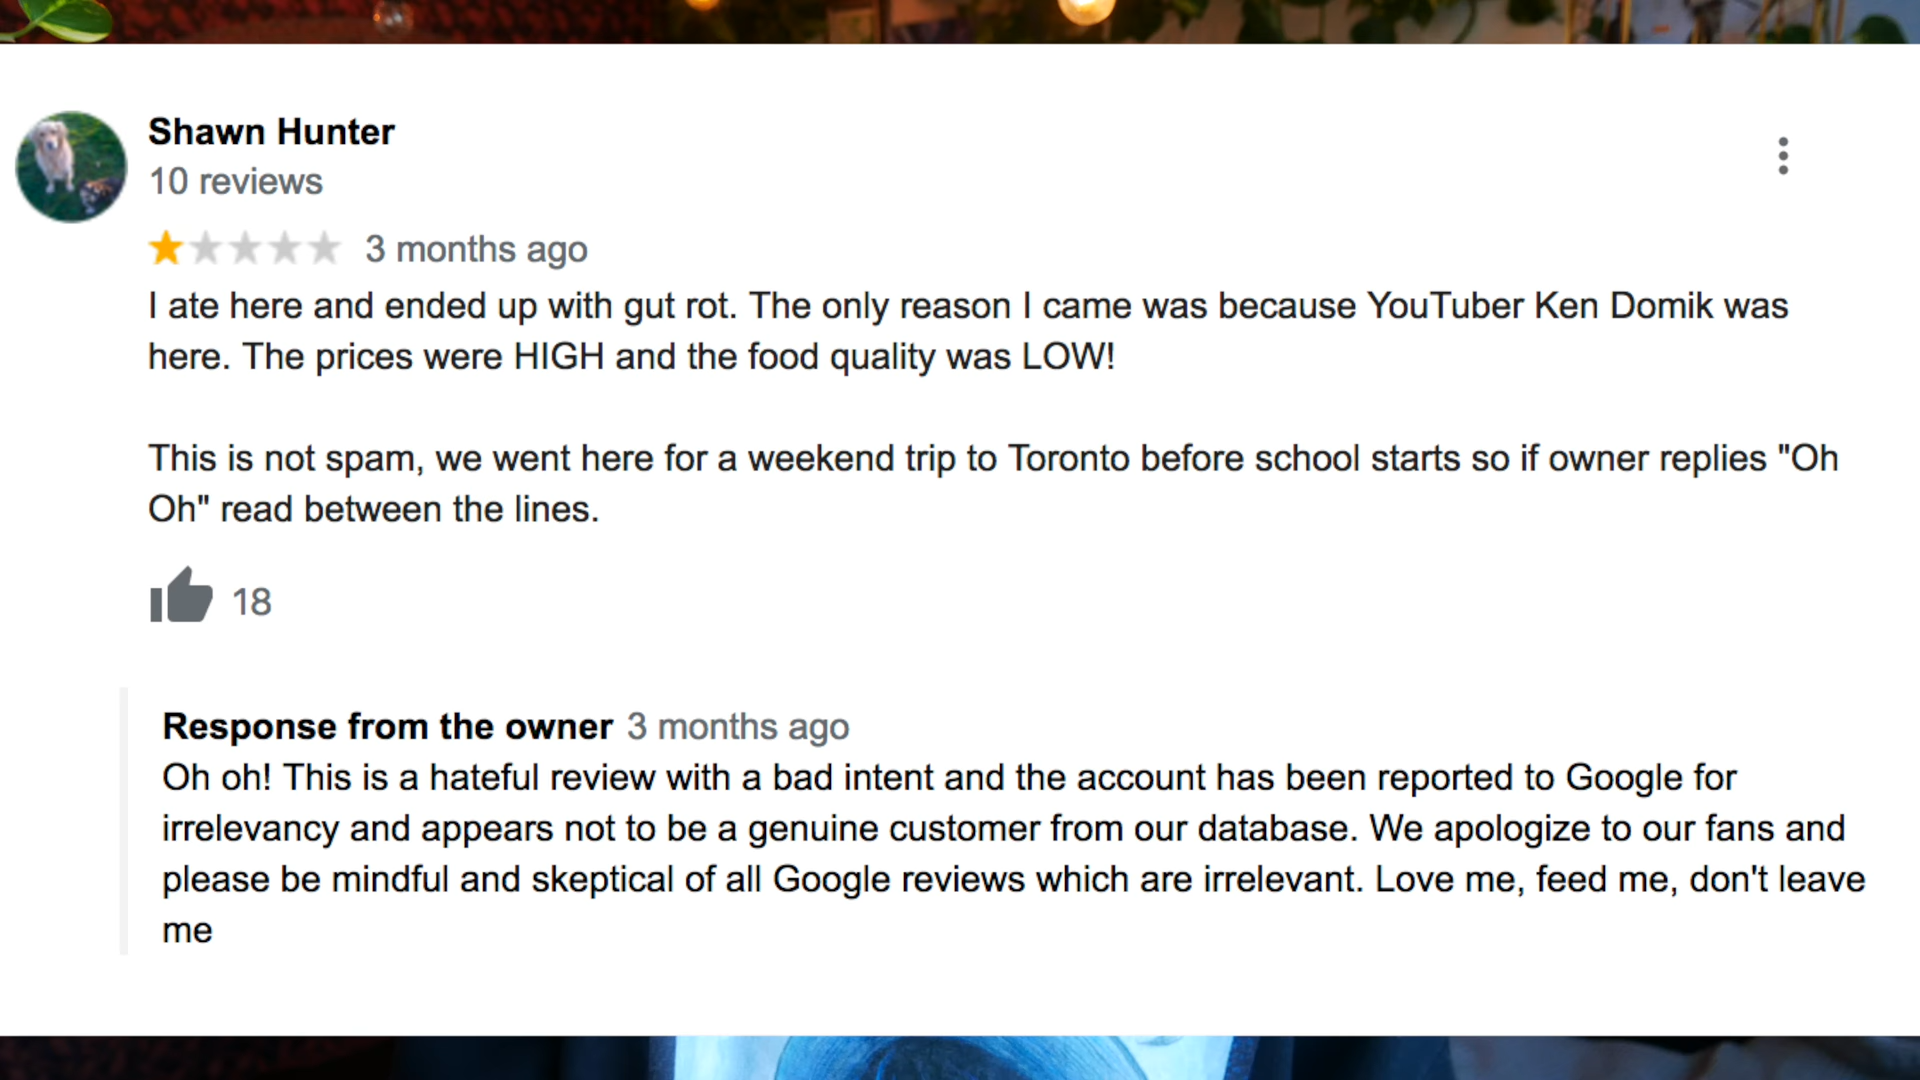 Shawn Hunter
10 reviews
3 months ago
I ate here and ended up with gut rot. The only reason I came was because YouTuber Ken Domik was
here. The prices were HIGH and the food quality was LOW!
This is not spam, we went here for a weekend trip to Toronto before school starts so if owner replies "Oh
Oh" read between the lines.
18
Response from the owner 3 months ago
Oh oh! This is a hateful review with a bad intent and the account has been reported to Google for
irrelevancy and appears not to be a genuine customer from our database. We apologize to our fans and
please be mindful and skeptical of all Google reviews which are irrelevant. Love me, feed me, don't leave
me